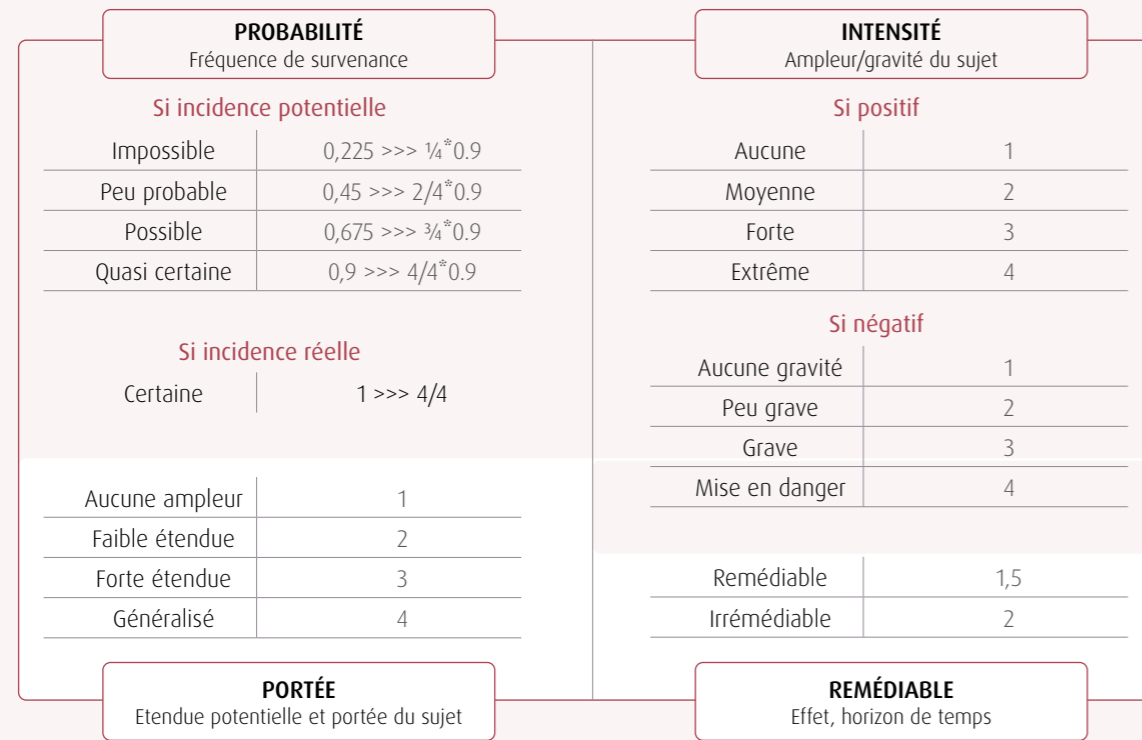 PROBABILITÉ
Fréquence de survenance
Si incidence potentielle
Impossible 0,225 >>> ¼*0.9
Peu probable 0,45 >>> 2/4*0.9
Possible 0,675 >>> ¾*0.9
Quasi certaine 0,9 >>> 4/4*0.9
Si incidence réelle
Certaine 1 >>> 4/4
INTENSITÉ
Ampleur/gravité du sujet
Si positif
Aucune 1
Moyenne 2
Forte 3
Extrême 4
Si négatif
Aucune gravité 1
Peu grave 2
Grave 3
Mise en danger 4
Aucune ampleur 1
Faible étendue 2
Forte étendue 3
Généralisé 4
PORTÉE
Etendue potentielle et portée du sujet
Remédiable 1,5
Irrémédiable 2
REMÉDIABLE
Effet, horizon de temps